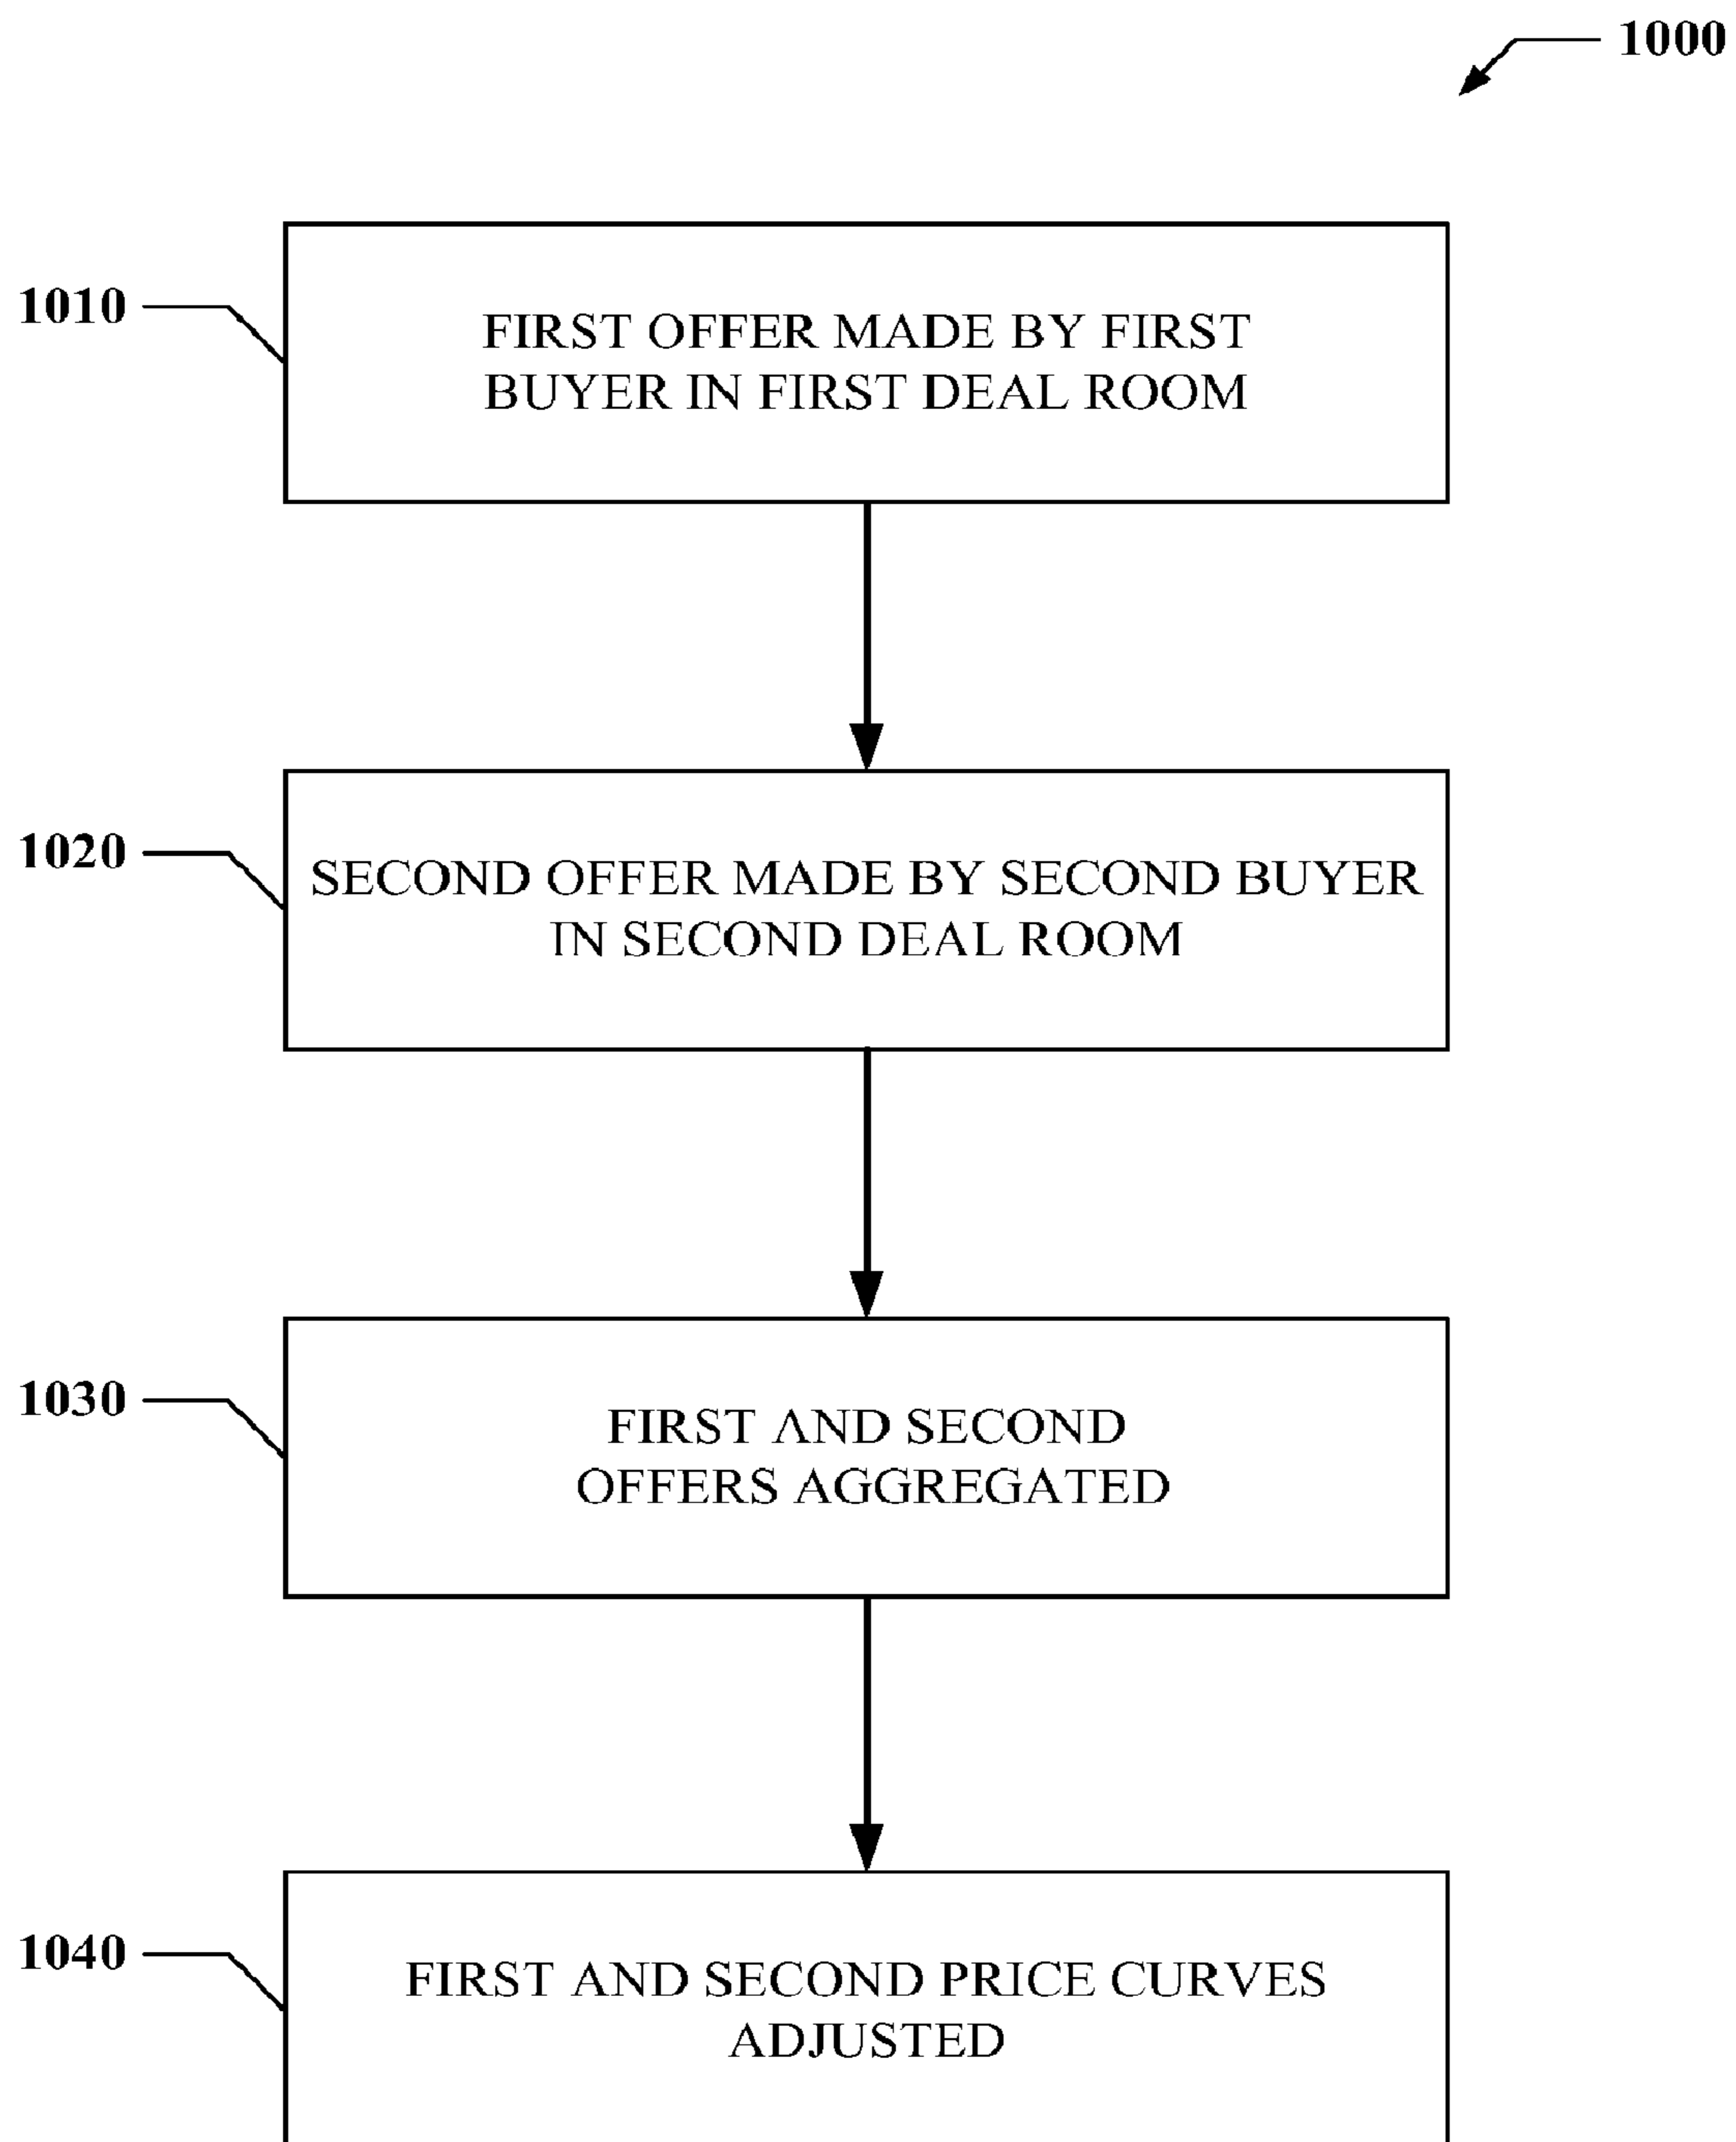 1000
1010
FIRST OFFER MADE BY FIRST
BUYER IN FIRST DEAL ROOM
1020
SECOND OFFER MADE BY SECOND BUYER
IN SECOND DEAL ROOM
1030
FIRST AND SECOND
OFFERS AGGREGATED
1040
FIRST AND SECOND PRICE CURVES
ADJUSTED